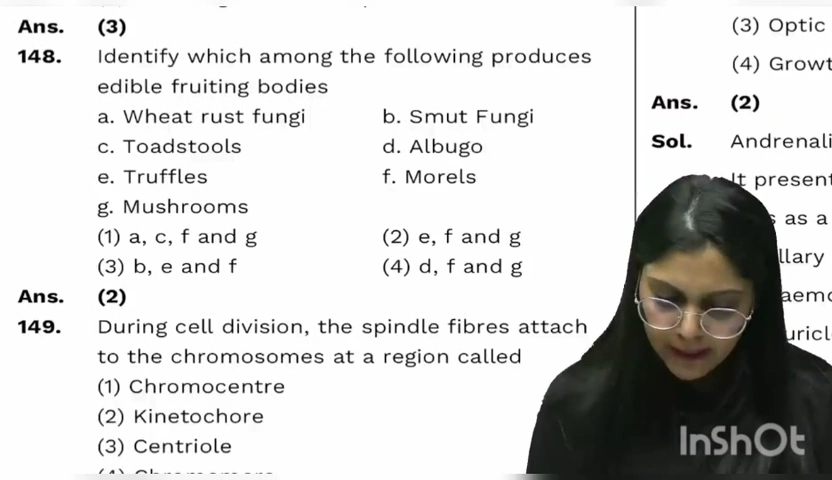 Ans. (3)
148. Identify which among the following produces
edible fruiting bodies
a. Wheat rust fungi b. Smut Fungi
c. Toadstools d. Albugo
e. Truffles f. Morels
g. Mushrooms
(1) a, c, f and g (2) e, f and g
(3) b, e and f (4) d, f and g
Ans. (2)
149. During cell division, the spindle fibres attach
to the chromosomes at a region called
(1) Chromocentre
(2) Kinetochore
(3) Centriole
(3) Optic
(4) Growt
Ans. (2)
Sol. Andrenali
It present
as a
llary
aemo
uricl
InShOt